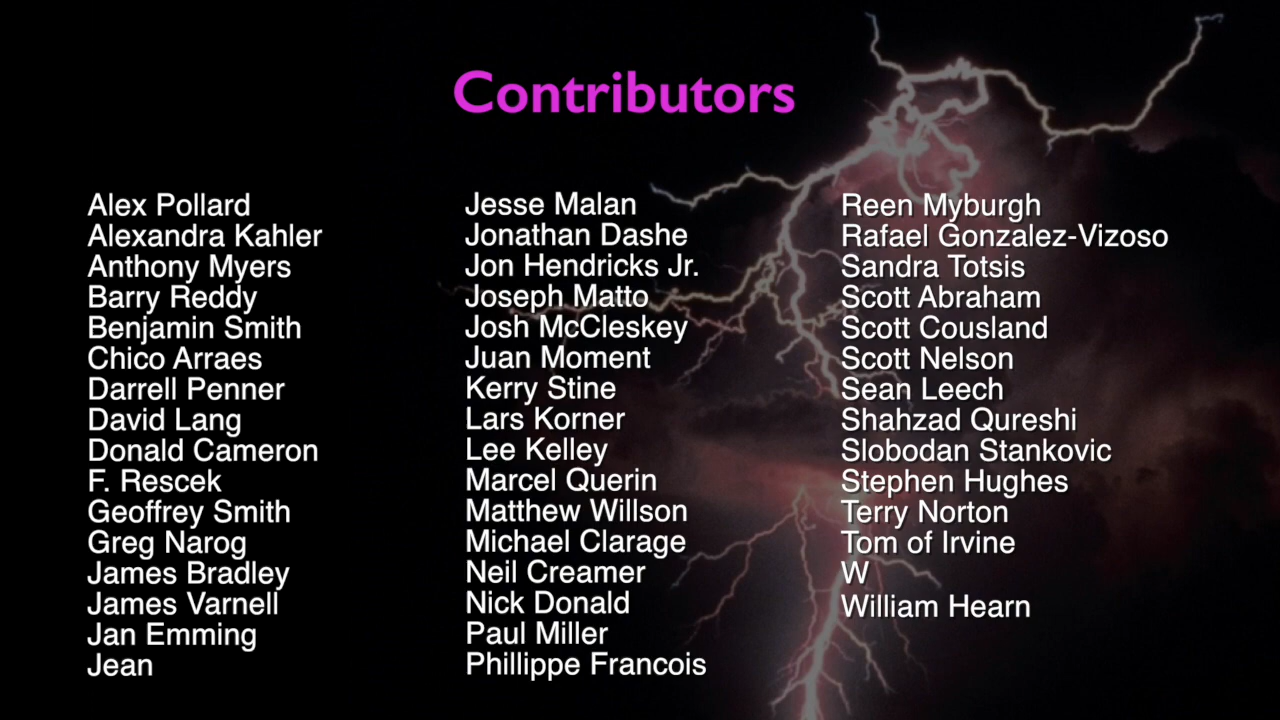 Contributors
Alex Pollard
Alexandra Kahler
Anthony Myers
Barry Reddy
Benjamin Smith
Chico Arraes
Darrell Penner
David Lang
Donald Cameron
F. Rescek
Geoffrey Smith
Greg Narog
James Bradley
James Varnell
Jan Emming
Jean
Jesse Malan
Jonathan Dashe
Jon Hendricks Jr.
Joseph Matto
Josh McCleskey
Juan Moment
Kerry Stine
Lars Korner
Lee Kelley
Marcel Querin
Matthew Willson
Michael Clarage
Neil Creamer
Nick Donald
Paul Miller
Phillippe Francois
Reen Myburgh
Rafael Gonzalez-Vizoso
Sandra Totsis
Scott Abraham
Scott Cousland
Scott Nelson
Sean Leech
Shahzad Qureshi
Slobodan Stankovic
Stephen Hughes
Terry Norton
Tom of Irvine
W
William Hearn